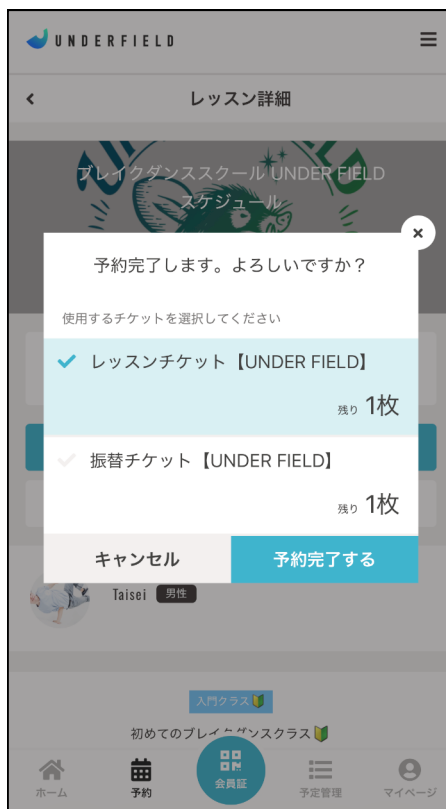 UNDERFIELD
レッスン詳細
ブレイクダンススクール UNDER FIELD
スケジュール
予約完了します。よろしいですか？
使用するチケットを選択してください
レッスンチケット【UNDER FIELD】
残り 1枚
振替チケット【UNDER FIELD】
残り 1枚
キャンセル
予約完了する
Taisei 男性
入門クラス🔰
初めてのブレイクダンスクラス🔰
ホーム
予約
会員証
予定管理
マイページ